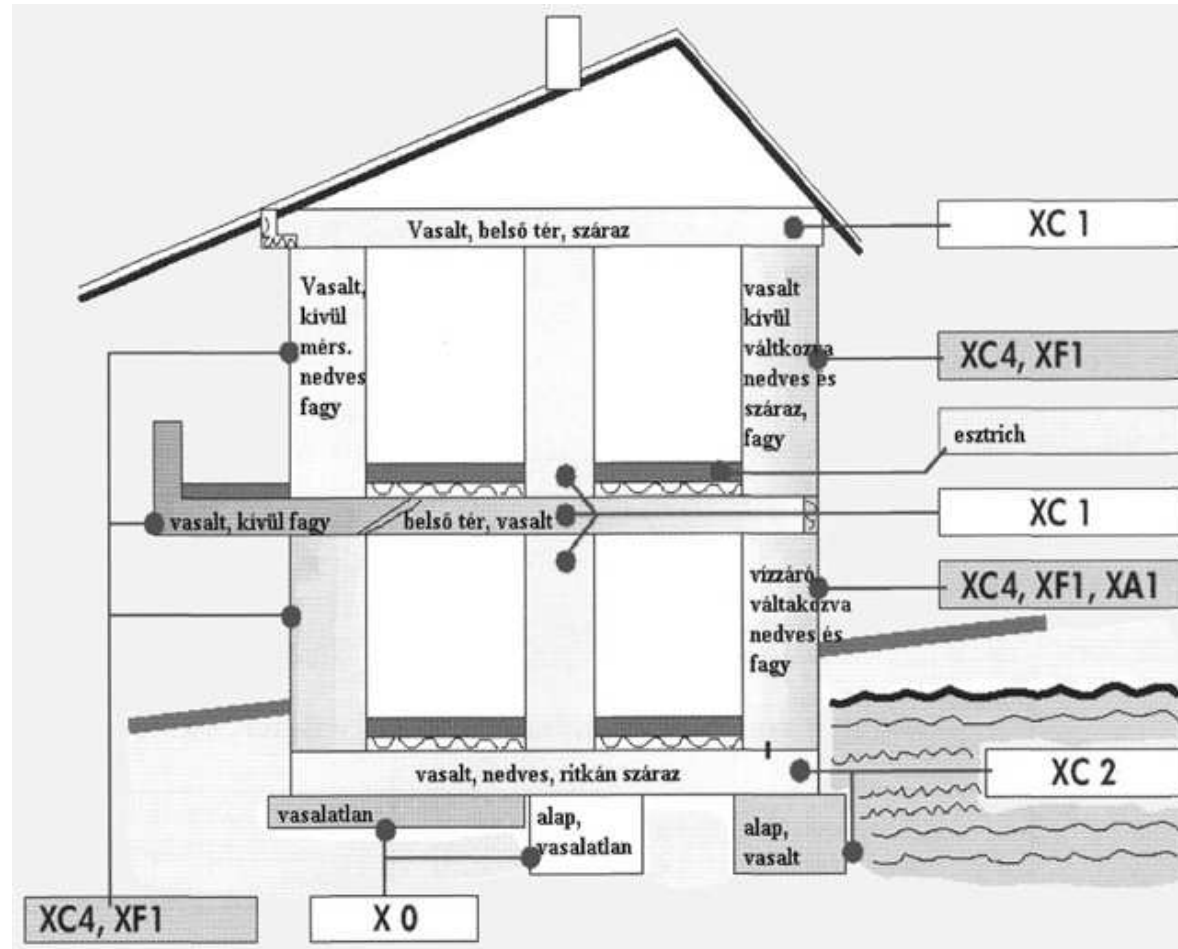 Vasalt, belső tér, száraz
XC 1
Vasalt,
kívül
mérs.
nedves
fagy
vasalt
kívül
váltkozva
nedves és
száraz,
fagy
XC4, XF1
esztrich
vasalt, kívül fagy
belső tér, vasalt
XC 1
vízzáró,
váltakozva
nedves és
fagy
XC4, XF1, XA1
vasalt, nedves, ritkán száraz
XC 2
vasalatlan
alap,
vasalatlan
alap,
vasalt
XC4, XF1
X 0